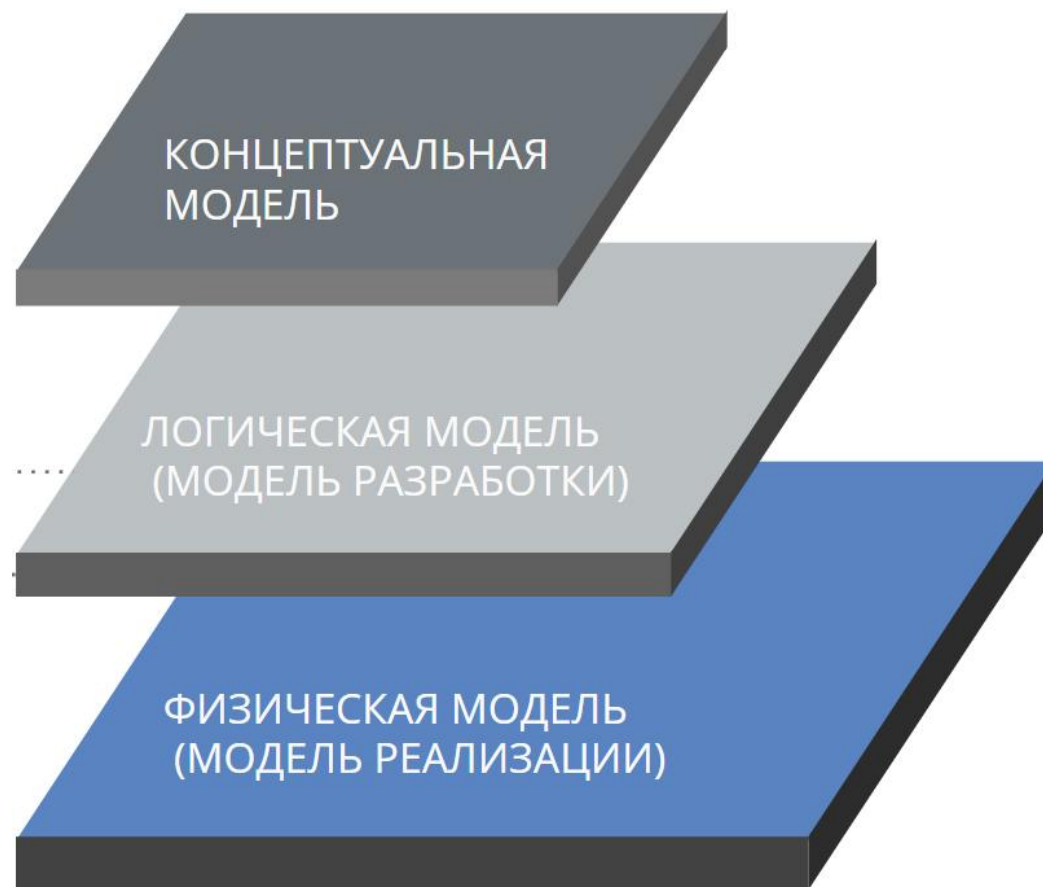 КОНЦЕПТУАЛЬНАЯ
МОДЕЛЬ
ЛОГИЧЕСКАЯ МОДЕЛЬ
(МОДЕЛЬ РАЗРАБОТКИ)
ФИЗИЧЕСКАЯ МОДЕЛЬ
(МОДЕЛЬ РЕАЛИЗАЦИИ)